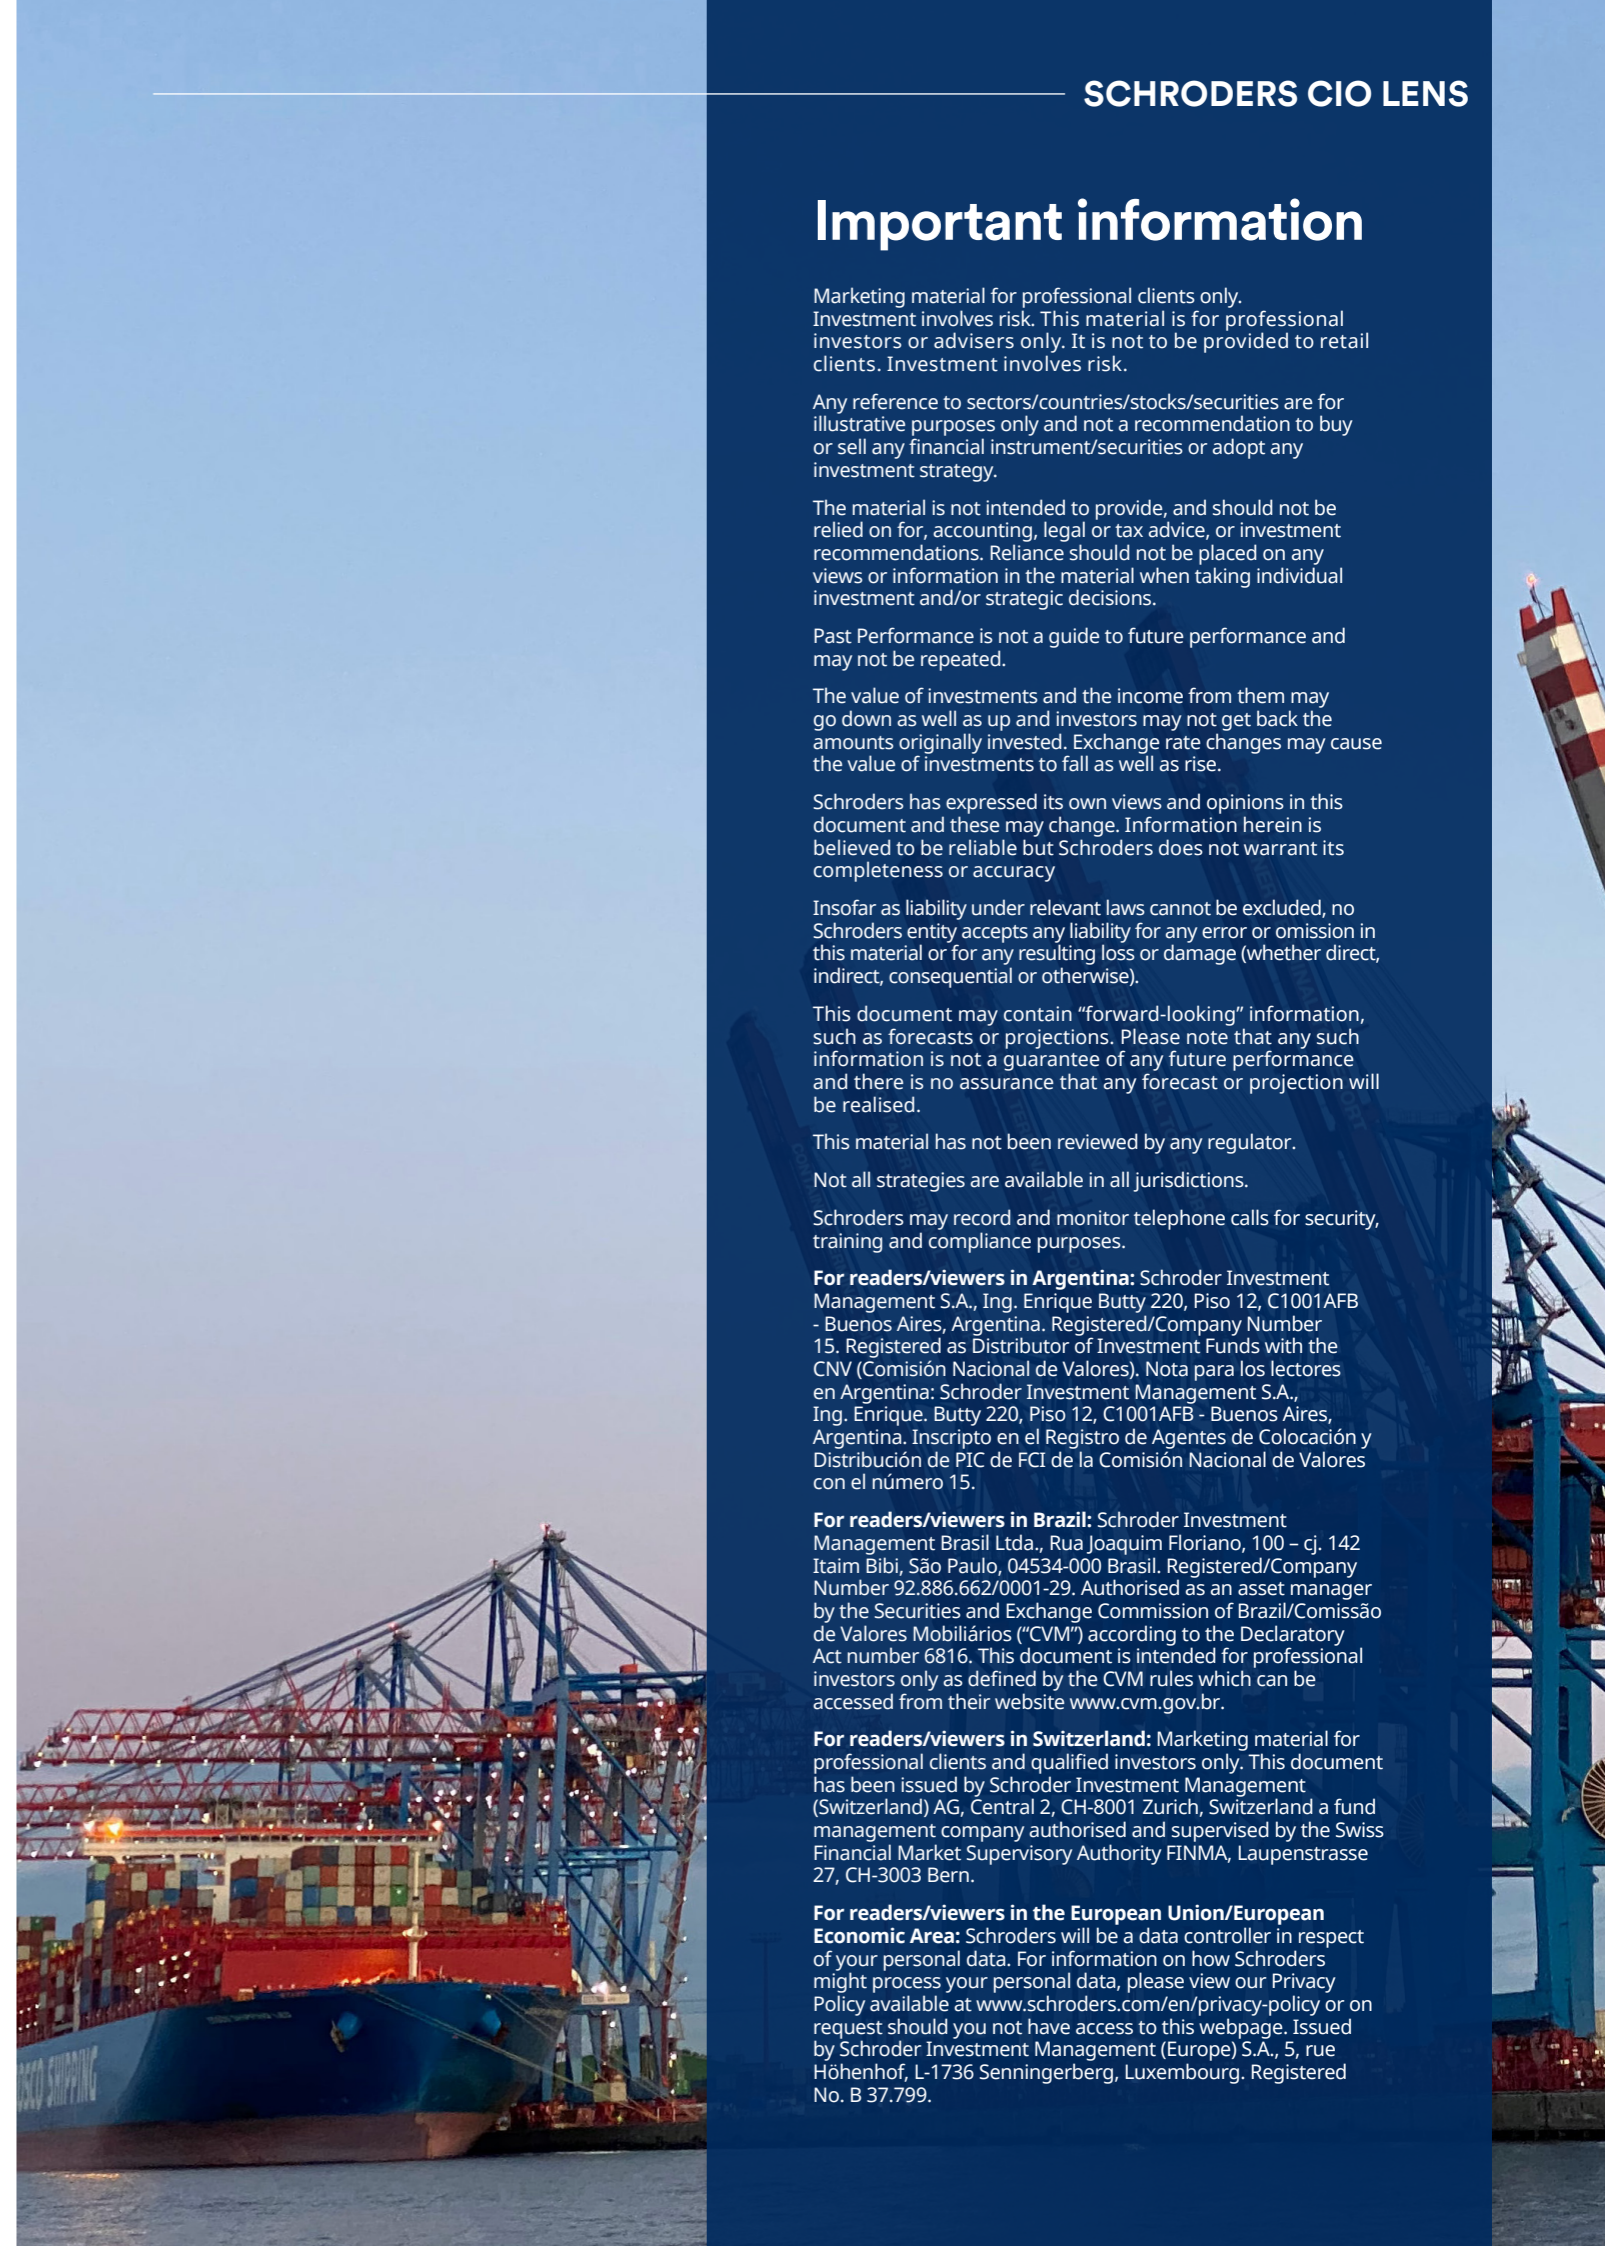 SCHRODERS CIO LENS
Important information
Marketing material for professional clients only.
Investment involves risk. This material is for professional
investors or advisers only. It is not to be provided to retail
clients. Investment involves risk.
Any reference to sectors/countries/stocks/securities are for
illustrative purposes only and not a recommendation to buy
or sell any financial instrument/securities or adopt any
investment strategy.
The material is not intended to provide, and should not be
relied on for, accounting, legal or tax advice, or investment
recommendations. Reliance should not be placed on any
views or information in the material when taking individual
investment and/or strategic decisions.
Past Performance is not a guide to future performance and
may not be repeated.
The value of investments and the income from them may
go down as well as up and investors may not get back the
amounts originally invested. Exchange rate changes may cause
the value of investments to fall as well as rise.
Schroders has expressed its own views and opinions in this
document and these may change. Information herein is
believed to be reliable but Schroders does not warrant its
completeness or accuracy
Insofar as liability under relevant laws cannot be excluded, no
Schroders entity accepts any liability for any error or omission in
this material or for any resulting loss or damage (whether direct,
indirect, consequential or otherwise).
This document may contain “forward-looking” information,
such as forecasts or projections. Please note that any such
information is not a guarantee of any future performance
and there is no assurance that any forecast or projection will
be realised.
This material has not been reviewed by any regulator.
Not all strategies are available in all jurisdictions.
Schroders may record and monitor telephone calls for security,
training and compliance purposes.
For readers/viewers in Argentina: Schroder Investment
Management S.A., Ing. Enrique Butty 220, Piso 12, C1001AFB
- Buenos Aires, Argentina. Registered/Company Number
15. Registered as Distributor of Investment Funds with the
CNV (Comisión Nacional de Valores). Nota para los lectores
en Argentina: Schroder Investment Management S.A.,
Ing. Enrique. Butty 220, Piso 12, C1001AFB - Buenos Aires,
Argentina. Inscripto en el Registro de Agentes de Colocación y
Distribución de PIC de FCI de la Comisión Nacional de Valores
con el número 15.
For readers/viewers in Brazil: Schroder Investment
Management Brasil Ltda., Rua Joaquim Floriano, 100 – cj. 142
Itaim Bibi, São Paulo, 04534-000 Brasil. Registered/Company
Number 92.886.662/0001-29. Authorised as an asset manager
by the Securities and Exchange Commission of Brazil/Comissão
de Valores Mobiliários (“CVM”) according to the Declaratory
Act number 6816. This document is intended for professional
investors only as defined by the CVM rules which can be
accessed from their website www.cvm.gov.br.
For readers/viewers in Switzerland: Marketing material for
professional clients and qualified investors only. This document
has been issued by Schroder Investment Management
(Switzerland) AG, Central 2, CH-8001 Zurich, Switzerland a fund
management company authorised and supervised by the Swiss
Financial Market Supervisory Authority FINMA, Laupenstrasse
27, CH-3003 Bern.
For readers/viewers in the European Union/European
Economic Area: Schroders will be a data controller in respect
of your personal data. For information on how Schroders
might process your personal data, please view our Privacy
Policy available at www.schroders.com/en/privacy-policy or on
request should you not have access to this webpage. Issued
by Schroder Investment Management (Europe) S.A., 5, rue
Höhenhof, L-1736 Senningerberg, Luxembourg. Registered
No. B 37.799.
SHIPPING